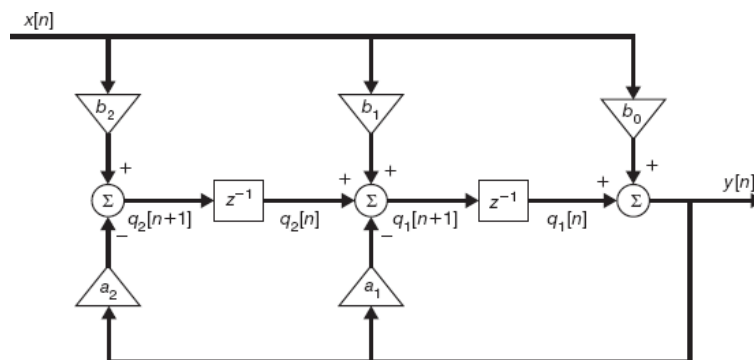 x[n]
b₂
b₁
b₀
+
+
+
Σ
z⁻¹
+
Σ
z⁻¹
+
Σ
y[n]
−
q₂[n+1]
q₂[n]
−
q₁[n+1]
q₁[n]
a₂
a₁